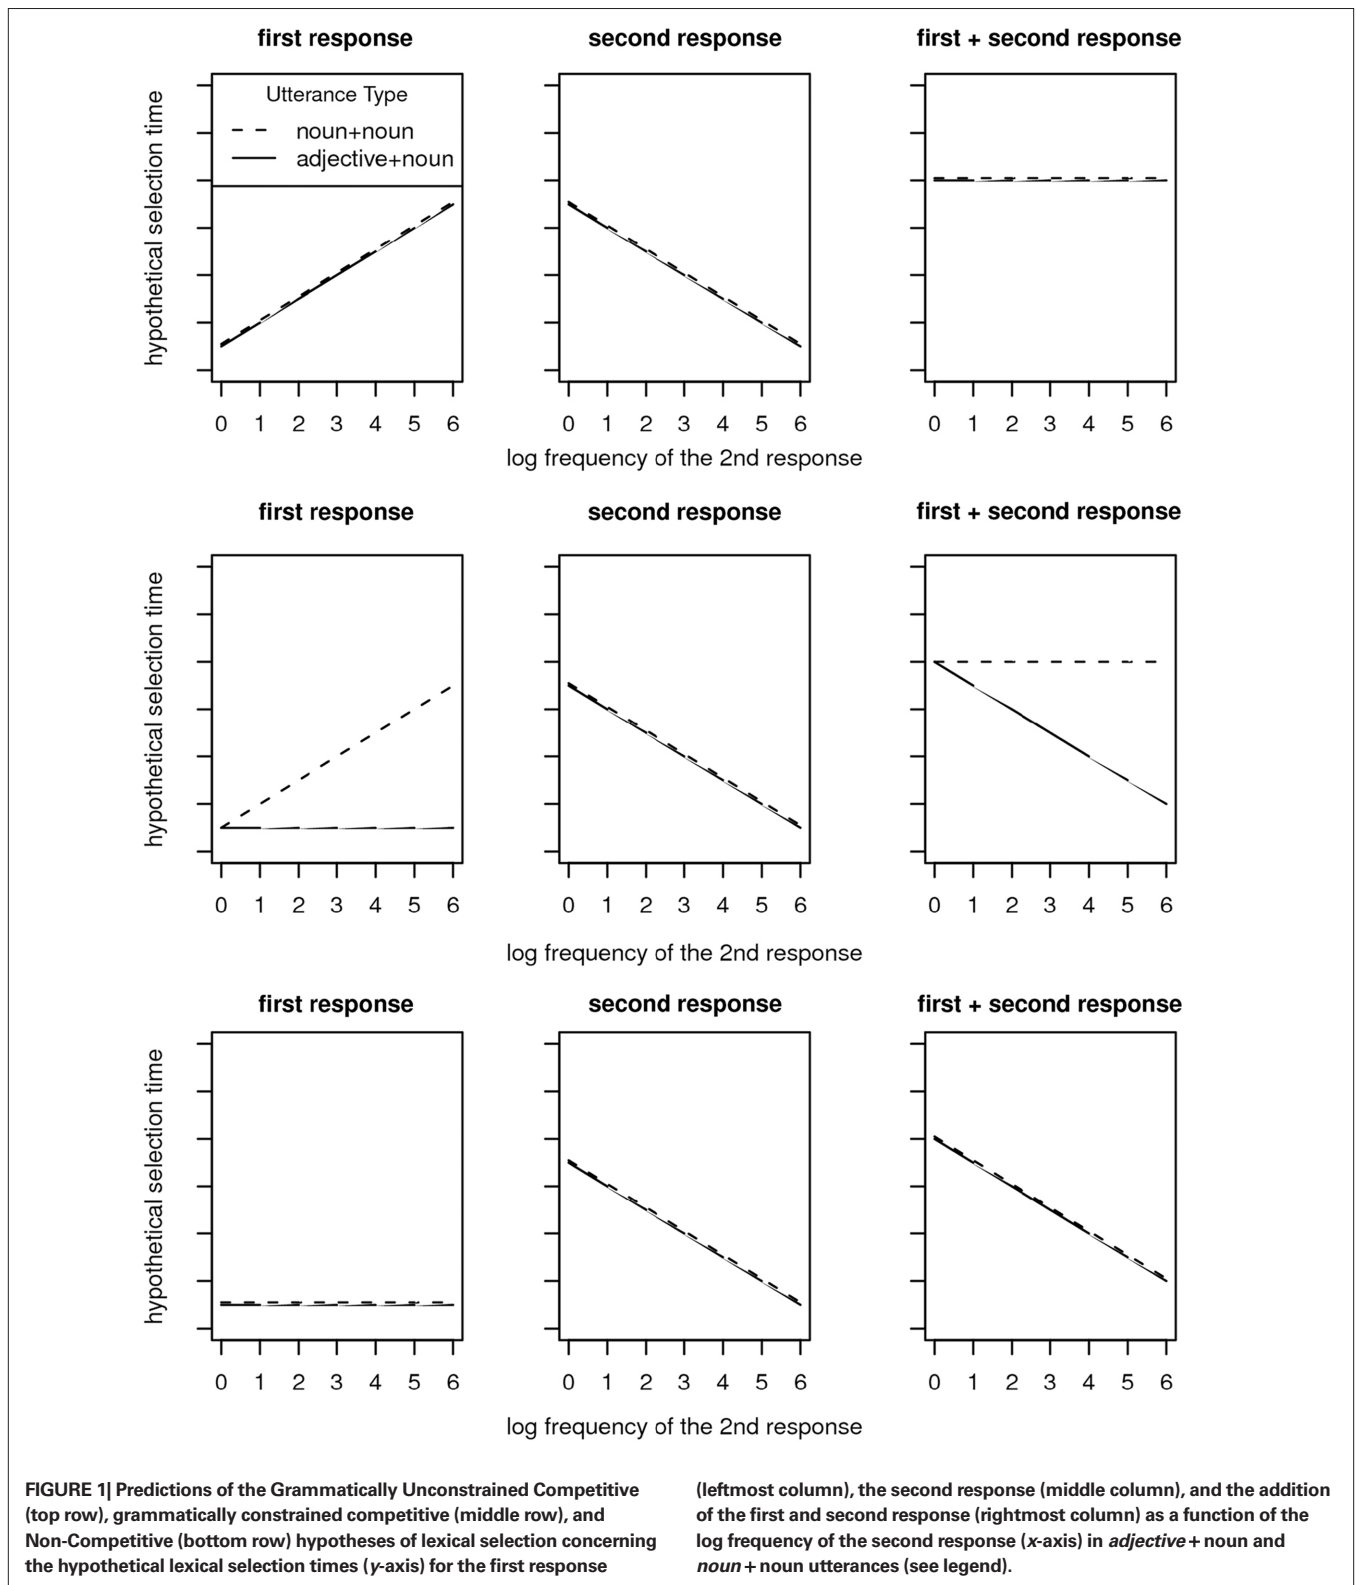 first response
second response
first + second response
hypothetical selection time
Utterance Type
noun+noun
adjective+noun
0 1 2 3 4 5 6
0 1 2 3 4 5 6
0 1 2 3 4 5 6
log frequency of the 2nd response
first response
second response
first + second response
hypothetical selection time
0 1 2 3 4 5 6
0 1 2 3 4 5 6
0 1 2 3 4 5 6
log frequency of the 2nd response
first response
second response
first + second response
hypothetical selection time
0 1 2 3 4 5 6
0 1 2 3 4 5 6
0 1 2 3 4 5 6
log frequency of the 2nd response
FIGURE 1| Predictions of the Grammatically Unconstrained Competitive
(top row), grammatically constrained competitive (middle row), and
Non-Competitive (bottom row) hypotheses of lexical selection concerning
the hypothetical lexical selection times (y-axis) for the first response
(leftmost column), the second response (middle column), and the addition
of the first and second response (rightmost column) as a function of the
log frequency of the second response (x-axis) in adjective + noun and
noun + noun utterances (see legend).